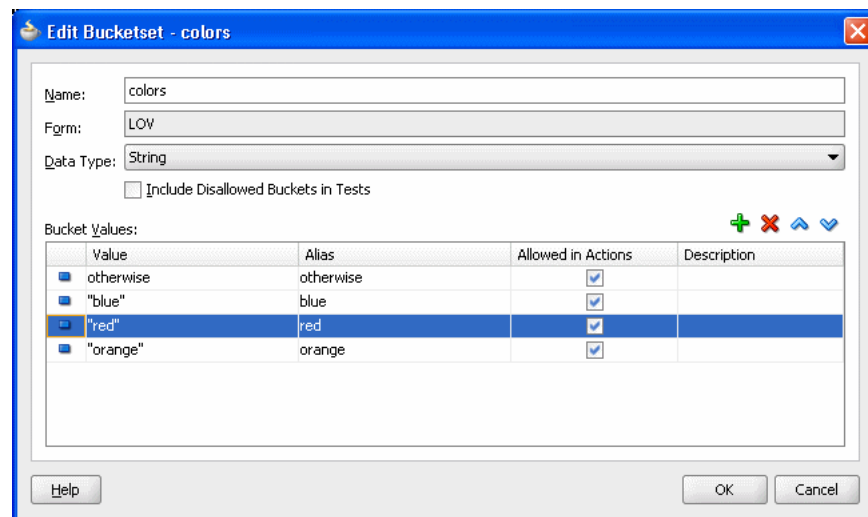 Edit Bucketset - colors
Name: colors
Form: LOV
Data Type: String
Include Disallowed Buckets in Tests
Bucket Values:
Value Alias Allowed in Actions Description
otherwise otherwise
"blue" blue
"red" red
"orange" orange
Help OK Cancel